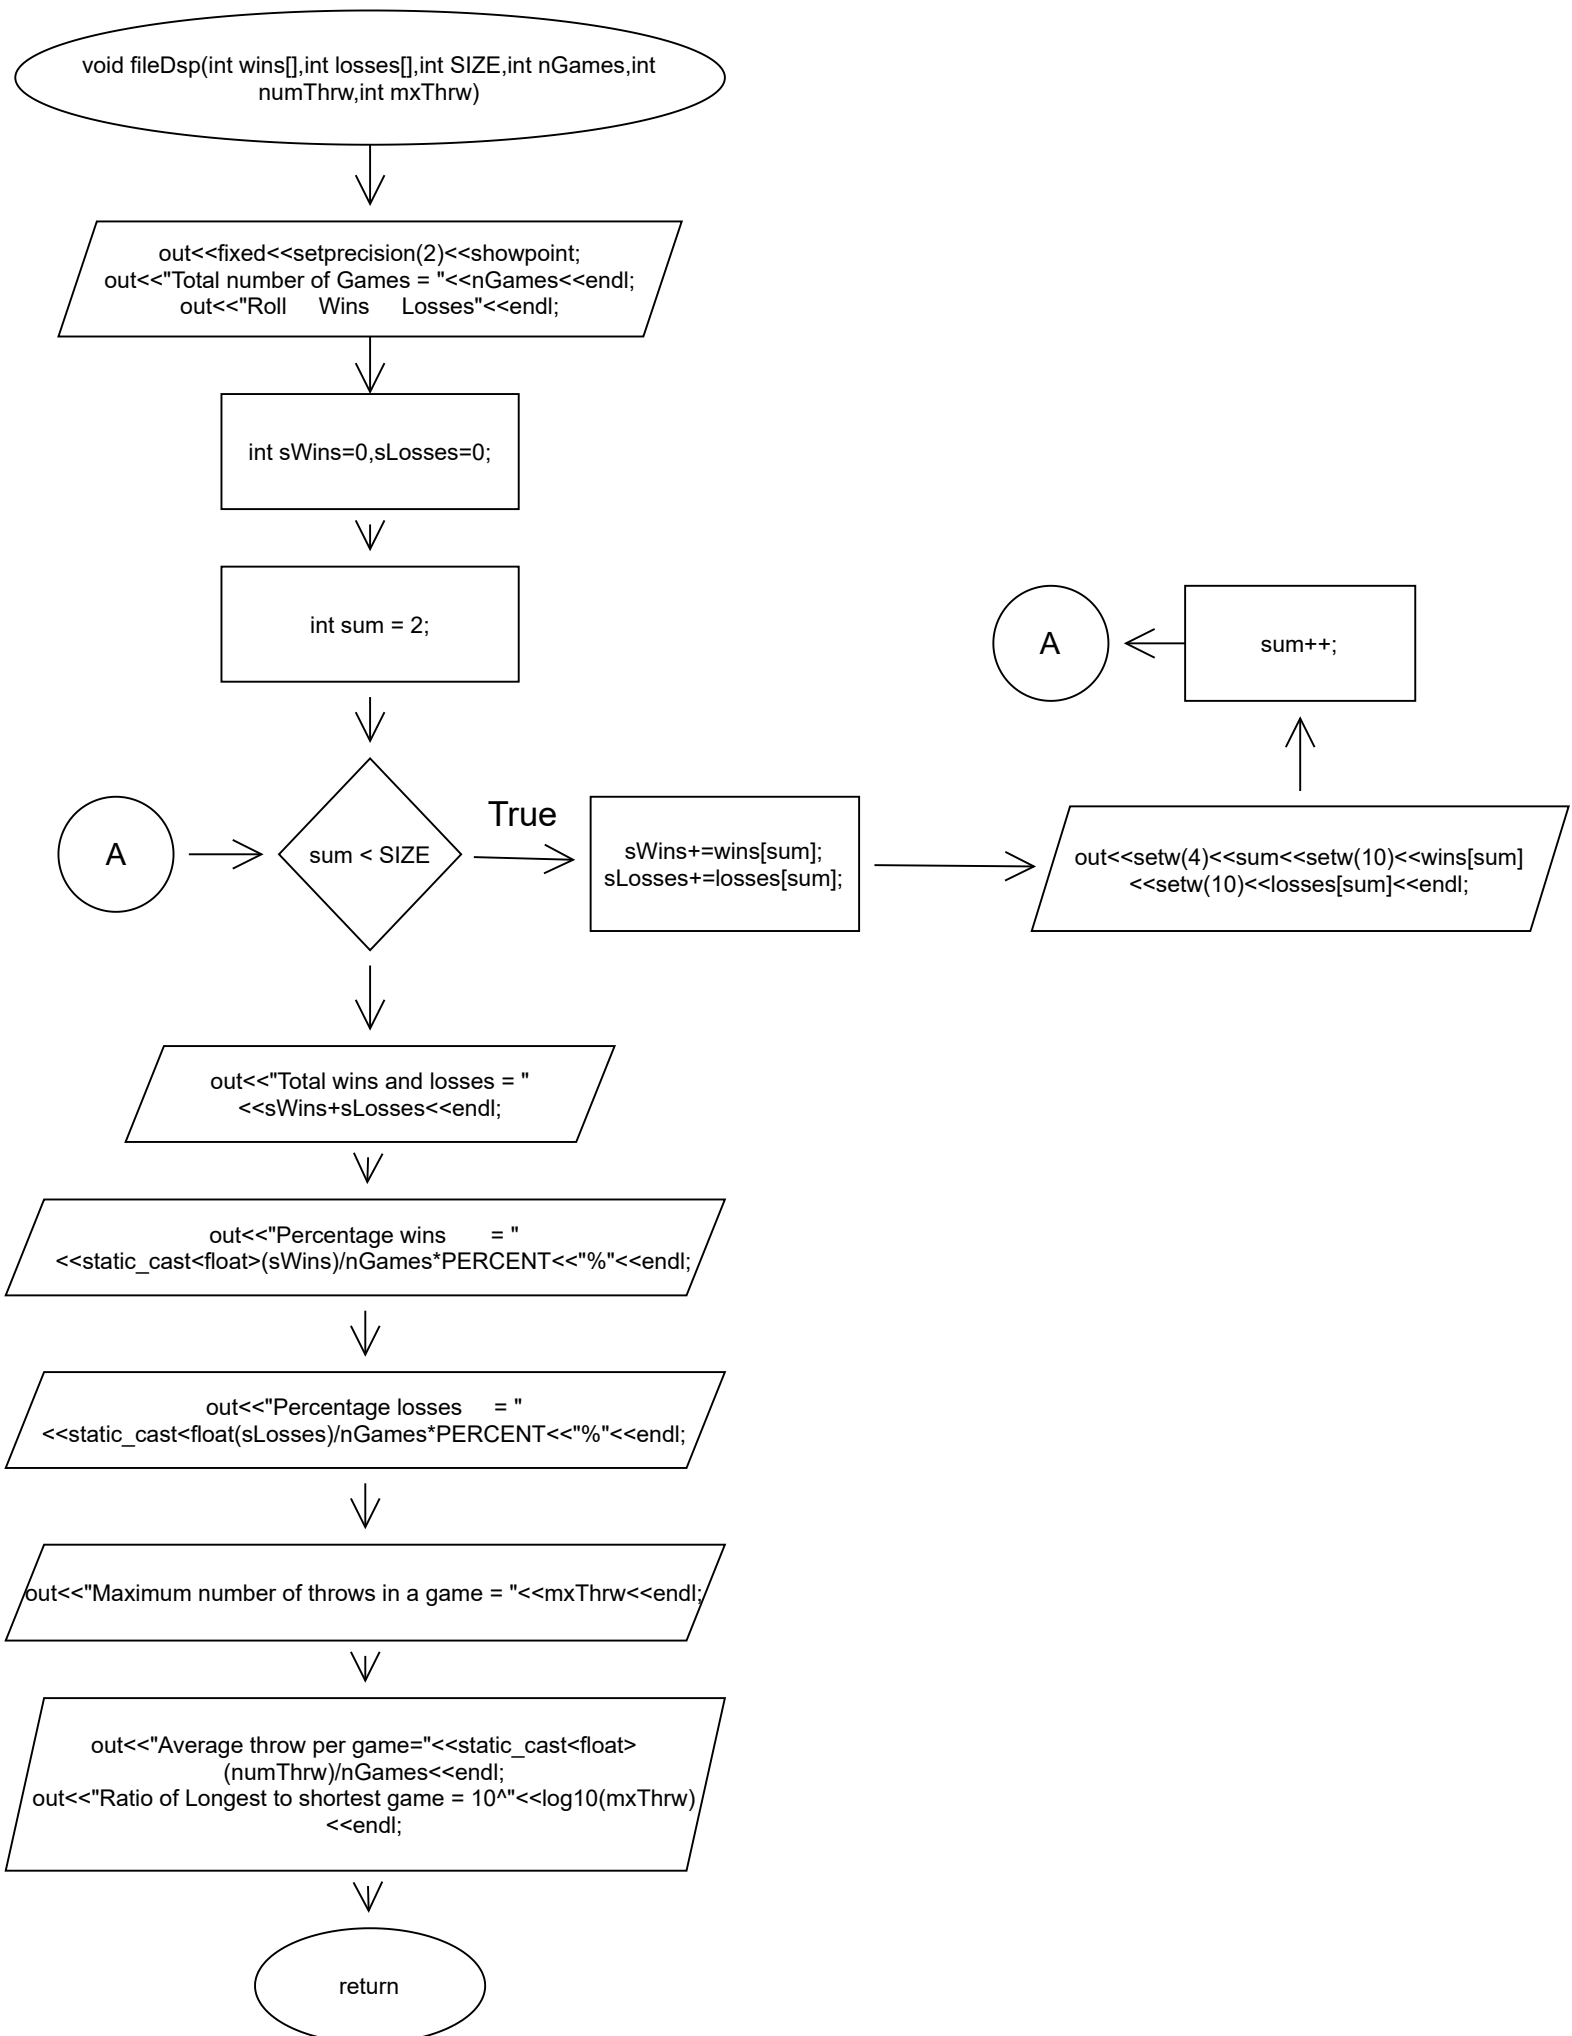 void fileDsp(int wins[],int losses[],int SIZE,int nGames,int
numThrw,int mxThrw)
out<<fixed<<setprecision(2)<<showpoint;
out<<"Total number of Games = "<<nGames<<endl;
out<<"Roll     Wins     Losses"<<endl;
int sWins=0,sLosses=0;
int sum = 2;
A
sum < SIZE
True
sWins+=wins[sum];
sLosses+=losses[sum];
out<<setw(4)<<sum<<setw(10)<<wins[sum]
<<setw(10)<<losses[sum]<<endl;
sum++;
A
out<<"Total wins and losses = "
<<sWins+sLosses<<endl;
out<<"Percentage wins       = "
<<static_cast<float>(sWins)/nGames*PERCENT<<"%"<<endl;
out<<"Percentage losses     = "
<<static_cast<float(sLosses)/nGames*PERCENT<<"%"<<endl;
out<<"Maximum number of throws in a game = "<<mxThrw<<endl;
out<<"Average throw per game="<<static_cast<float>
(numThrw)/nGames<<endl;
out<<"Ratio of Longest to shortest game = 10^"<<log10(mxThrw)
<<endl;
return